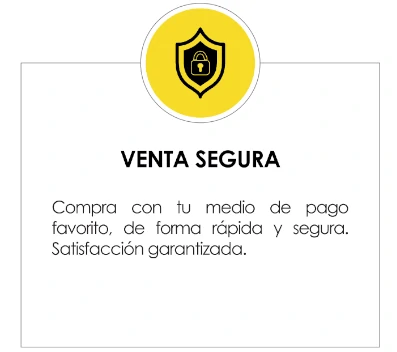 VENTA SEGURA
Compra con tu medio de pago
favorito, de forma rápida y segura.
Satisfacción garantizada.